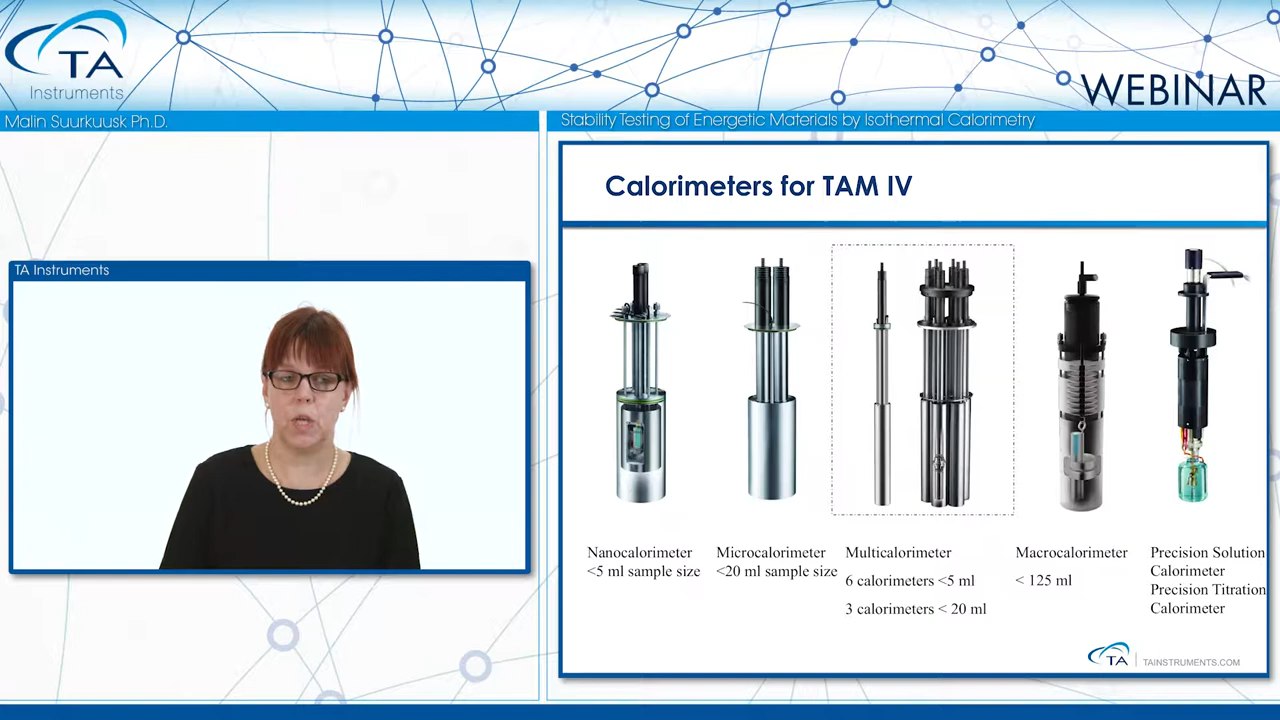 TA
Instruments
WEBINAR
Malin Suurkuusk Ph.D.
Stability Testing of Energetic Materials by Isothermal Calorimetry
TA Instruments
Calorimeters for TAM IV
Nanocalorimeter
<5 ml sample size
Microcalorimeter
<20 ml sample size
Multicalorimeter
6 calorimeters <5 ml
3 calorimeters < 20 ml
Macrocalorimeter
< 125 ml
Precision Solution
Calorimeter
Precision Titration
Calorimeter
TA
TAINSTRUMENTS.COM